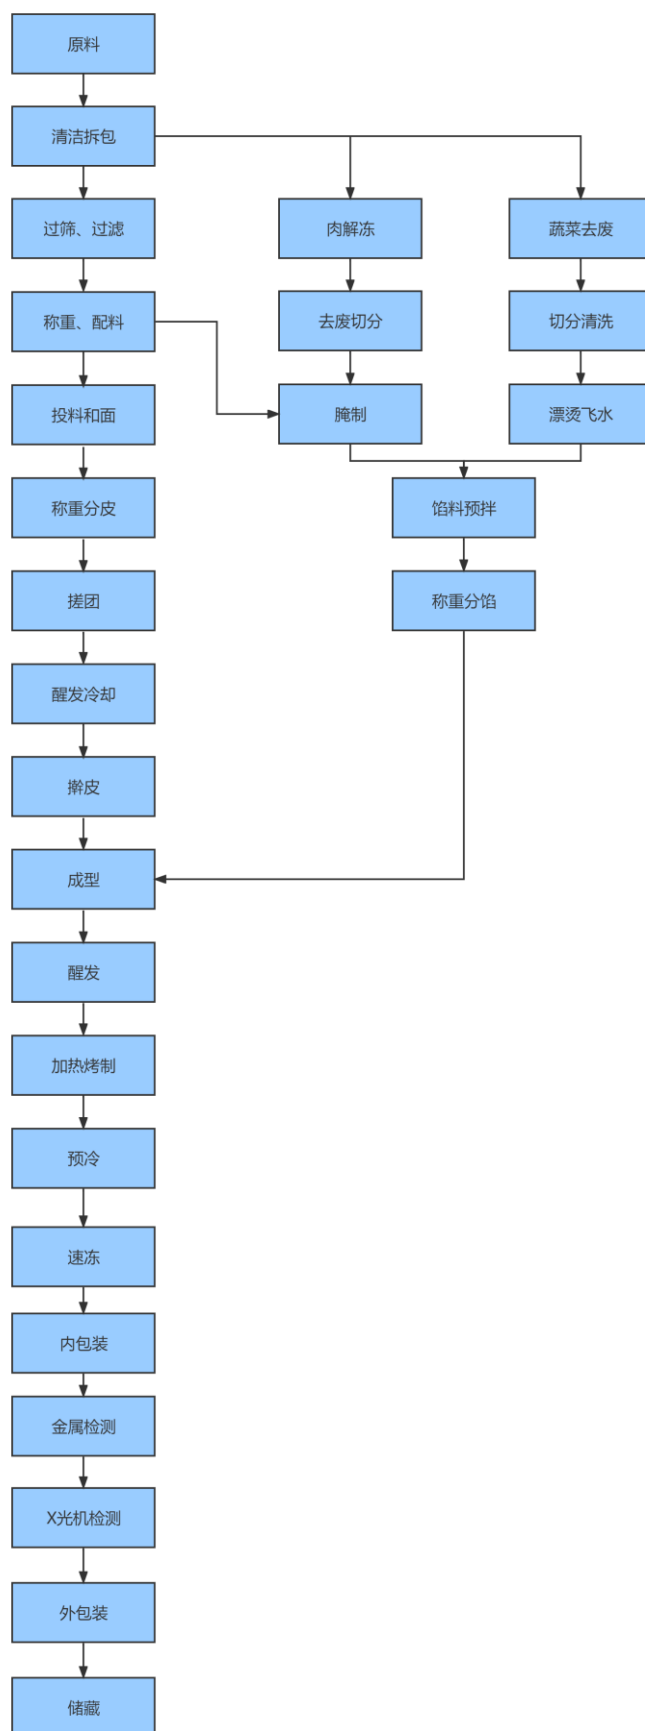 原料
清洁拆包
过筛、过滤
肉解冻
蔬菜去废
称重、配料
去废切分
切分清洗
投料和面
腌制
漂烫飞水
称重分皮
馅料预拌
搓团
称重分馅
醒发冷却
擀皮
成型
醒发
加热烤制
预冷
速冻
内包装
金属检测
X光机检测
外包装
储藏